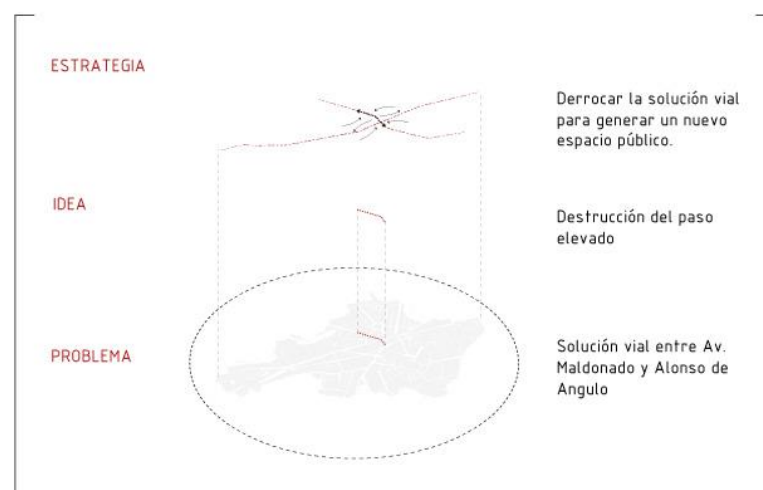 ESTRATEGIA
Derrocar la solución vial
para generar un nuevo
espacio público.
IDEA
Destrucción del paso
elevado
PROBLEMA
Solución vial entre Av.
Maldonado y Alonso de
Angulo